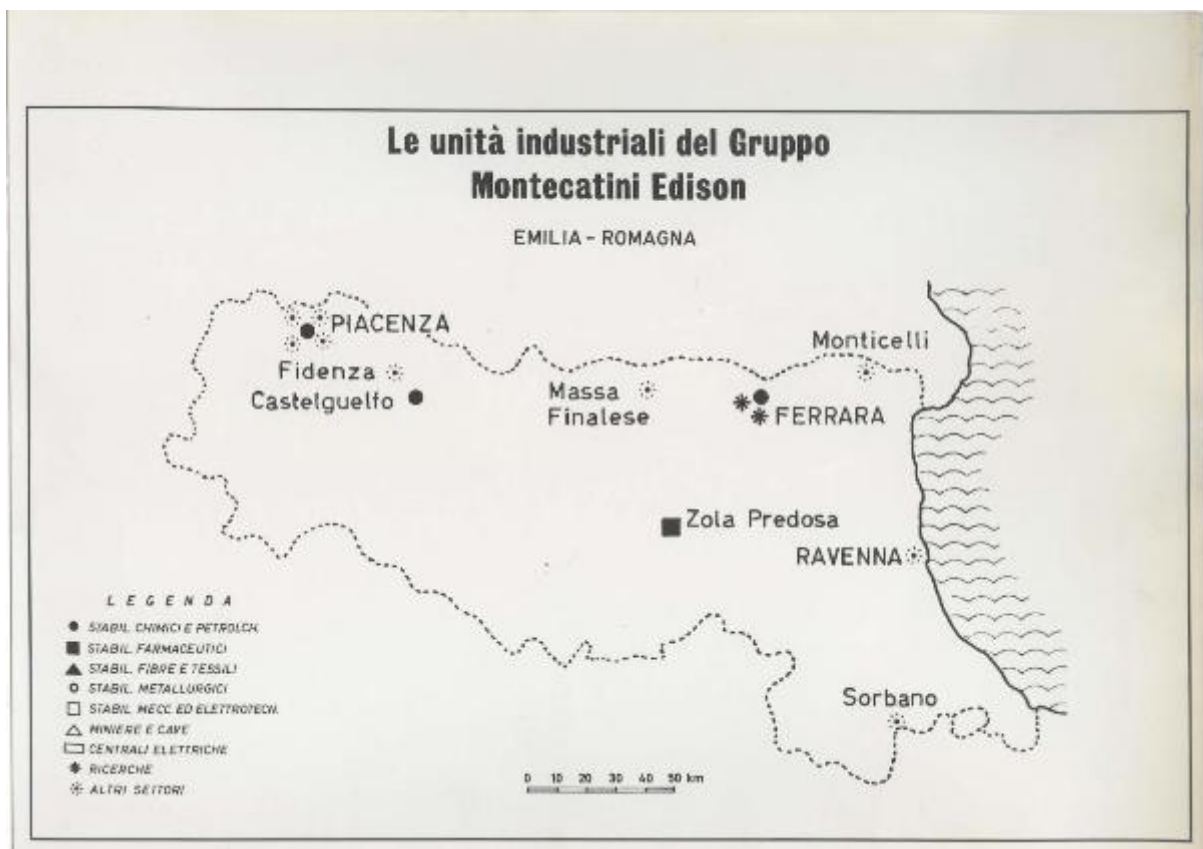 Le unità industriali del Gruppo
Montecatini Edison
EMILIA - ROMAGNA
PIACENZA
Monticelli
Fidenza
Castelguelfo
Massa
Finalese
FERRARA
Zola Predosa
RAVENNA
Sorbano
LEGENDA
STABIL. CHIMICI E PETROLCH.
STABIL. FARMACEUTICI
STABIL. FIBRE E TESSILI
STABIL. METALLURGICI
STABIL. MECC. ED ELETTROTECN.
MINIERE E CAVE
CENTRALI ELETTRICHE
RICERCHE
ALTRI SETTORI
0 10 20 30 40 50 km